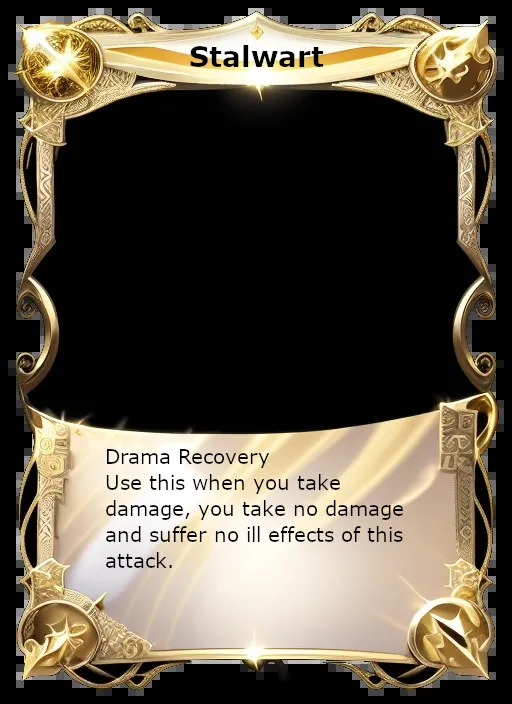 Stalwart
Drama Recovery
Use this when you take
damage, you take no damage
and suffer no ill effects of this
attack.